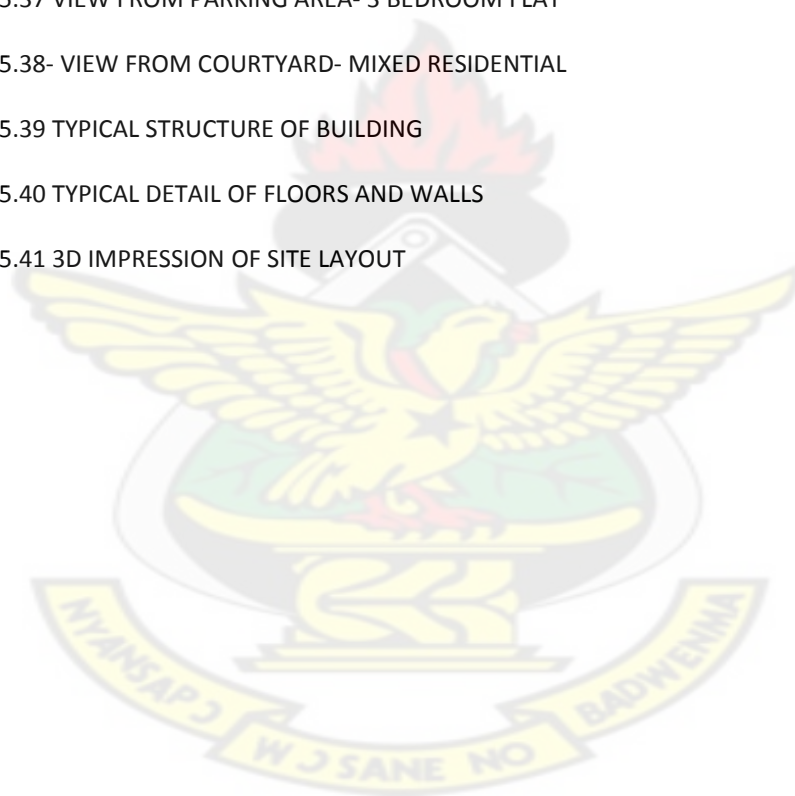 5.37 VIEW FROM PARKING AREA- 3 BEDROOM FLAT
5.38- VIEW FROM COURTYARD- MIXED RESIDENTIAL
5.39 TYPICAL STRUCTURE OF BUILDING
5.40 TYPICAL DETAIL OF FLOORS AND WALLS
5.41 3D IMPRESSION OF SITE LAYOUT
NYANSAPƆ WƆSANE NO BADWENMA